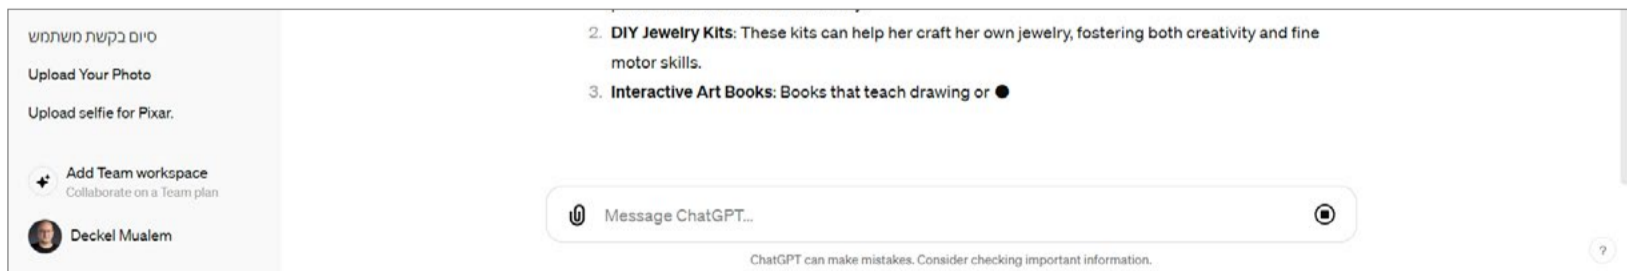 סיום בקשת משתמש
Upload Your Photo
Upload selfie for Pixar.
Add Team workspace
Collaborate on a Team plan
Deckel Mualem
2. DIY Jewelry Kits: These kits can help her craft her own jewelry, fostering both creativity and fine
motor skills.
3. Interactive Art Books: Books that teach drawing or
Message ChatGPT...
ChatGPT can make mistakes. Consider checking important information.
?